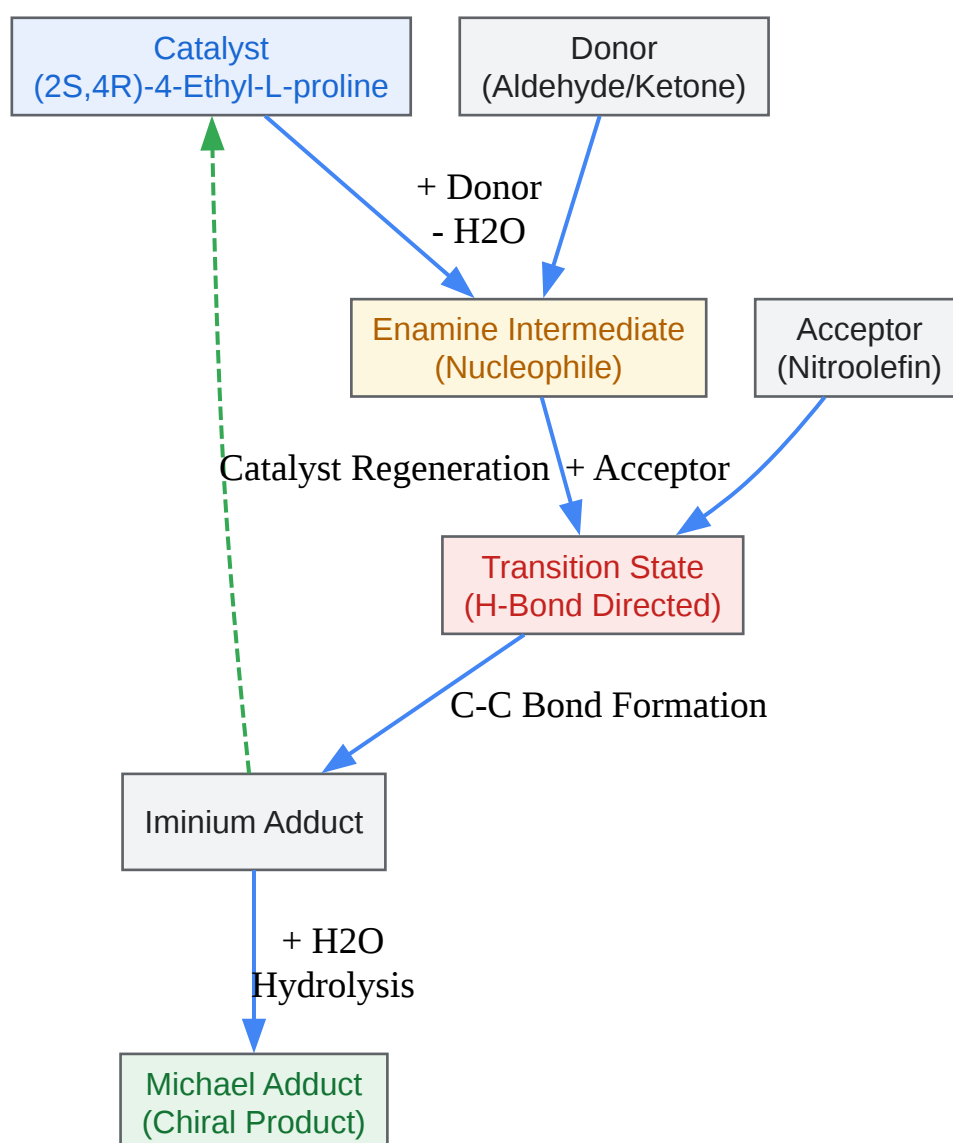 Catalyst
(2S,4R)-4-Ethyl-L-proline
Donor
(Aldehyde/Ketone)
+ Donor
- H2O
Enamine Intermediate
(Nucleophile)
Acceptor
(Nitroolefin)
Catalyst Regeneration
+ Acceptor
Transition State
(H-Bond Directed)
C-C Bond Formation
Iminium Adduct
+ H2O
Hydrolysis
Michael Adduct
(Chiral Product)